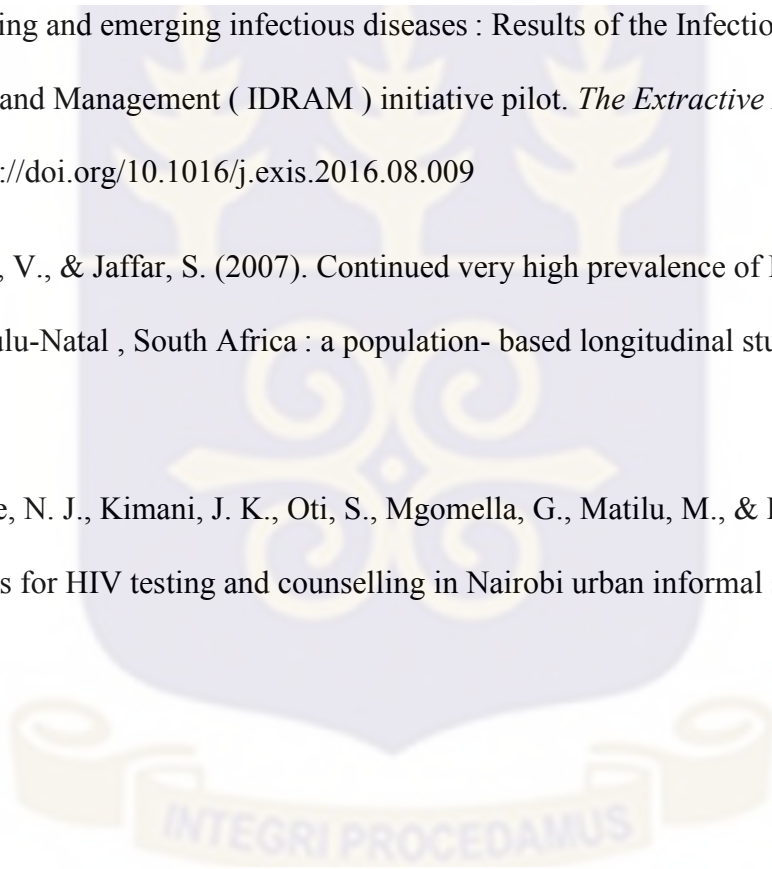 ing and emerging infectious diseases : Results of the Infectio
and Management ( IDRAM ) initiative pilot. The Extractive
://doi.org/10.1016/j.exis.2016.08.009
, V., & Jaffar, S. (2007). Continued very high prevalence of
ulu-Natal , South Africa : a population- based longitudinal stu
e, N. J., Kimani, J. K., Oti, S., Mgomella, G., Matilu, M., &
s for HIV testing and counselling in Nairobi urban informal
INTEGRI PROCEDAMUS